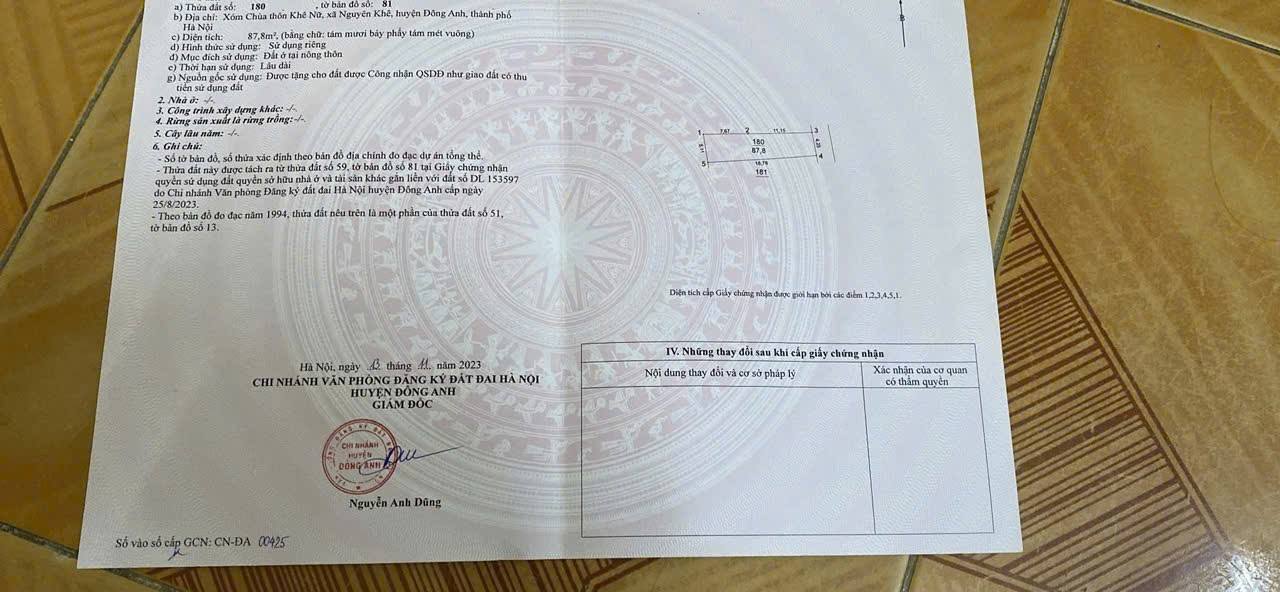 a) Thửa đất số: 180 , tờ bản đồ số: 81
b) Địa chỉ: Xóm Chùa thôn Khê Nữ, xã Nguyên Khê, huyện Đông Anh, thành phố
Hà Nội
c) Diện tích: 87,8m², (bằng chữ: tám mươi bảy phẩy tám mét vuông)
d) Hình thức sử dụng: Sử dụng riêng
đ) Mục đích sử dụng: Đất ở tại nông thôn
e) Thời hạn sử dụng: Lâu dài
g) Nguồn gốc sử dụng: Được tặng cho đất được Công nhận QSDĐ như giao đất có thu
tiền sử dụng đất
2. Nhà ở: -/-.
3. Công trình xây dựng khác: -/-.
4. Rừng sản xuất là rừng trồng: -/-.
5. Cây lâu năm: -/-.
6. Ghi chú:
- Số tờ bản đồ, số thửa xác định theo bản đồ địa chính đo đạc dự án tổng thể.
- Thửa đất này được tách ra từ thửa đất số 59, tờ bản đồ số 81 tại Giấy chứng nhận
quyền sử dụng đất quyền sở hữu nhà ở và tài sản khác gắn liền với đất số DL 153597
do Chi nhánh Văn phòng Đăng ký đất đai Hà Nội huyện Đông Anh cấp ngày
25/8/2023.
- Theo bản đồ đo đạc năm 1994, thửa đất nêu trên là một phần của thửa đất số 51,
tờ bản đồ số 13.
Hà Nội, ngày 13 tháng 11 năm 2023
CHI NHÁNH VĂN PHÒNG ĐĂNG KÝ ĐẤT ĐAI HÀ NỘI
HUYỆN ĐÔNG ANH
GIÁM ĐỐC
CHI NHÁNH
HUYỆN
ĐÔNG ANH
Nguyễn Anh Dũng
Số vào sổ cấp GCN: CN-ĐA 00425
B
1 7,67 2 11,15 3
180
87,8
4
5
18,78
181
Diện tích cấp Giấy chứng nhận được giới hạn bởi các điểm 1,2,3,4,5,1.
IV. Những thay đổi sau khi cấp giấy chứng nhận
Nội dung thay đổi và cơ sở pháp lý
Xác nhận của cơ quan
có thẩm quyền